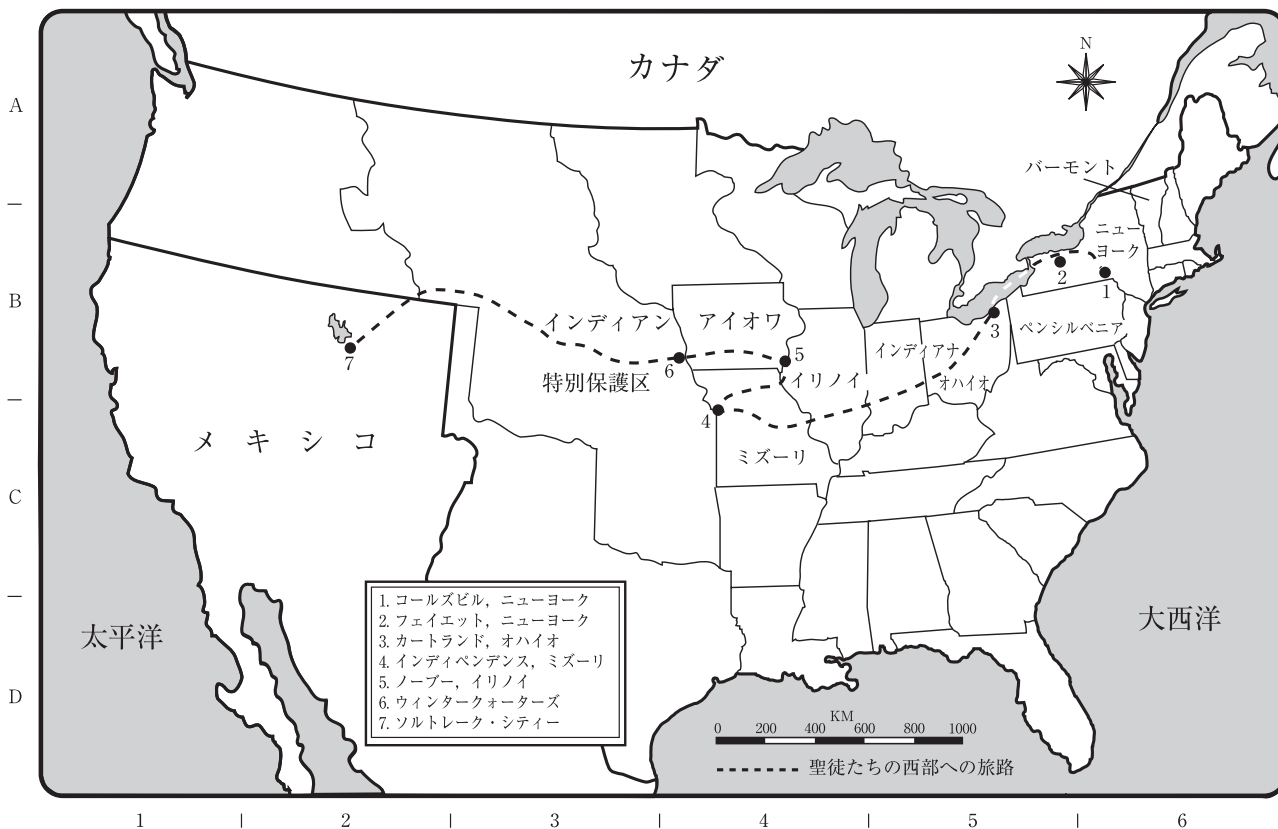 カナダ
N
A
バーモント
ニュー
ヨーク
2
1
B
インディアン
アイオワ
インディアナ
ペンシルベニア
3
7
6
5
特別保護区
イリノイ
オハイオ
4
メキシコ
ミズーリ
C
1. コールズビル，ニューヨーク
2. フェイエット，ニューヨーク
3. カートランド，オハイオ
4. インディペンデンス，ミズーリ
5. ノーブー，イリノイ
6. ウィンタークォーターズ
7. ソルトレーク・シティー
太平洋
大西洋
D
KM
0 200 400 600 800 1000
聖徒たちの西部への旅路
1 2 3 4 5 6